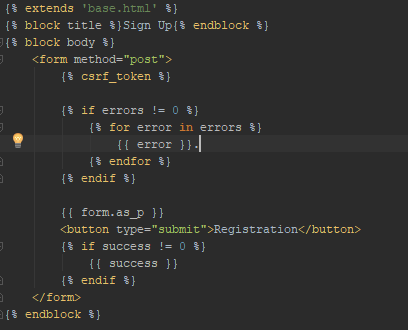 {% extends 'base.html' %}
{% block title %}Sign Up{% endblock %}
{% block body %}
<form method="post">
{% csrf_token %}
{% if errors != 0 %}
{% for error in errors %}
{{ error }}.
{% endfor %}
{% endif %}
{{ form.as_p }}
<button type="submit">Registration</button>
{% if success != 0 %}
{{ success }}
{% endif %}
</form>
{% endblock %}